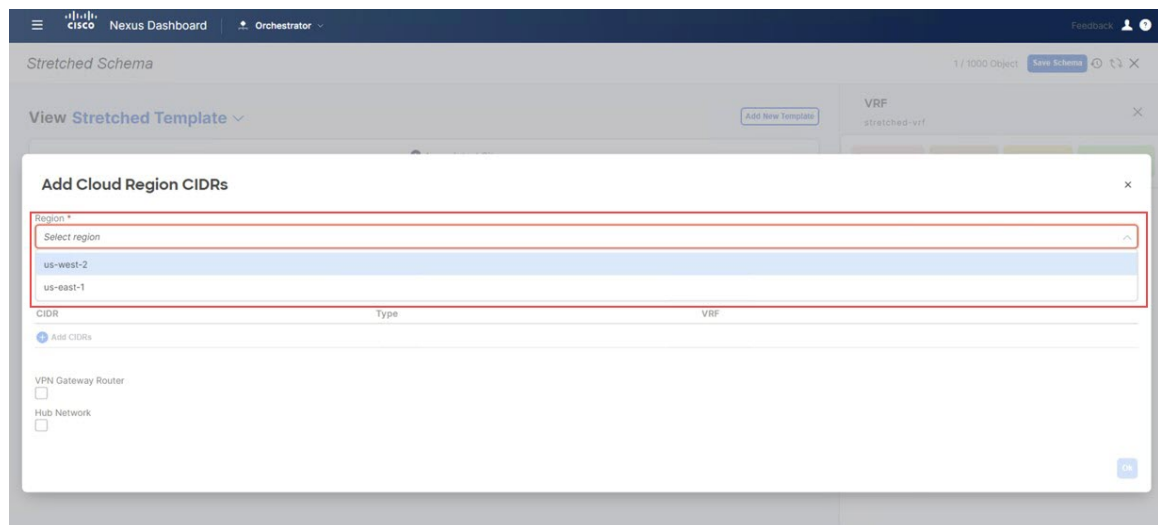 CISCO Nexus Dashboard Orchestrator Feedback
Stretched Schema 1 / 1000 Object Save Schema
View Stretched Template Add New Template
VRF
stretched-vrf
Add Cloud Region CIDRs
Region *
Select region
us-west-2
us-east-1
CIDR Type VRF
Add CIDRs
VPN Gateway Router
Hub Network
Ok